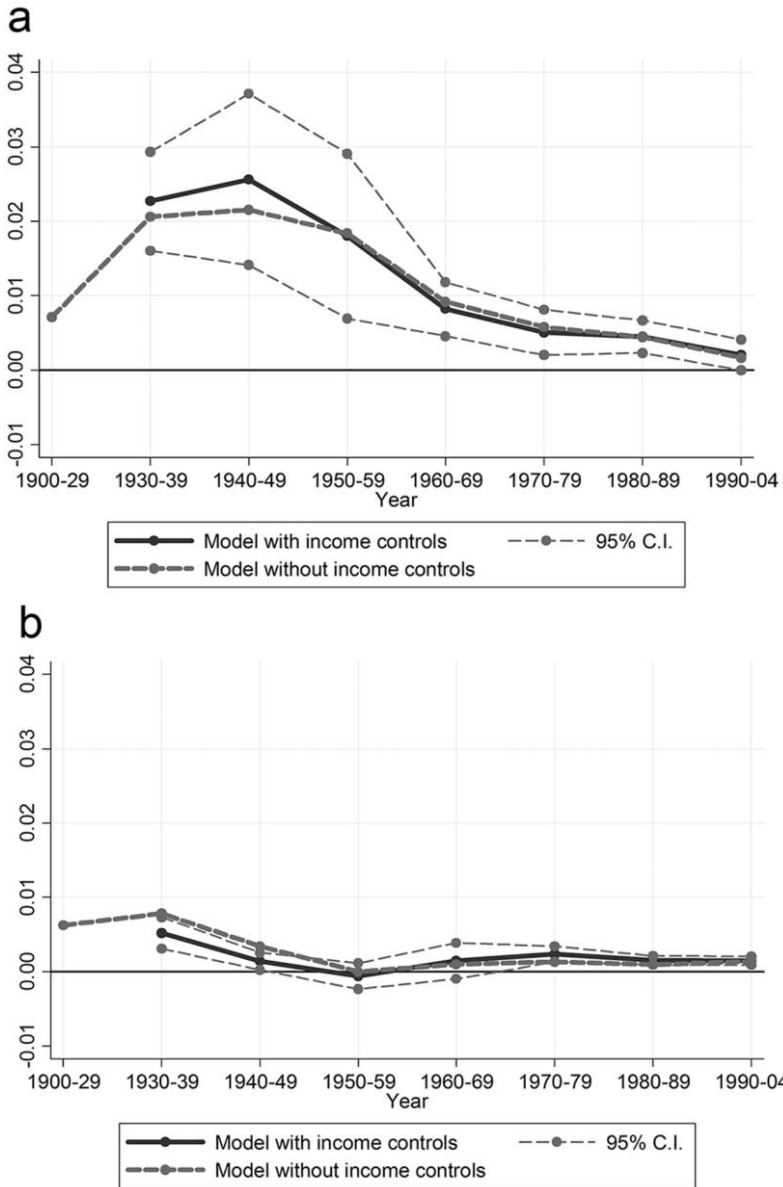 a
0.04
0.03
0.02
0.01
0.00
-0.01
1900-29 1930-39 1940-49 1950-59 1960-69 1970-79 1980-89 1990-04
Year
Model with income controls 95% C.I.
Model without income controls
b
0.04
0.03
0.02
0.01
0.00
-0.01
1900-29 1930-39 1940-49 1950-59 1960-69 1970-79 1980-89 1990-04
Year
Model with income controls 95% C.I.
Model without income controls